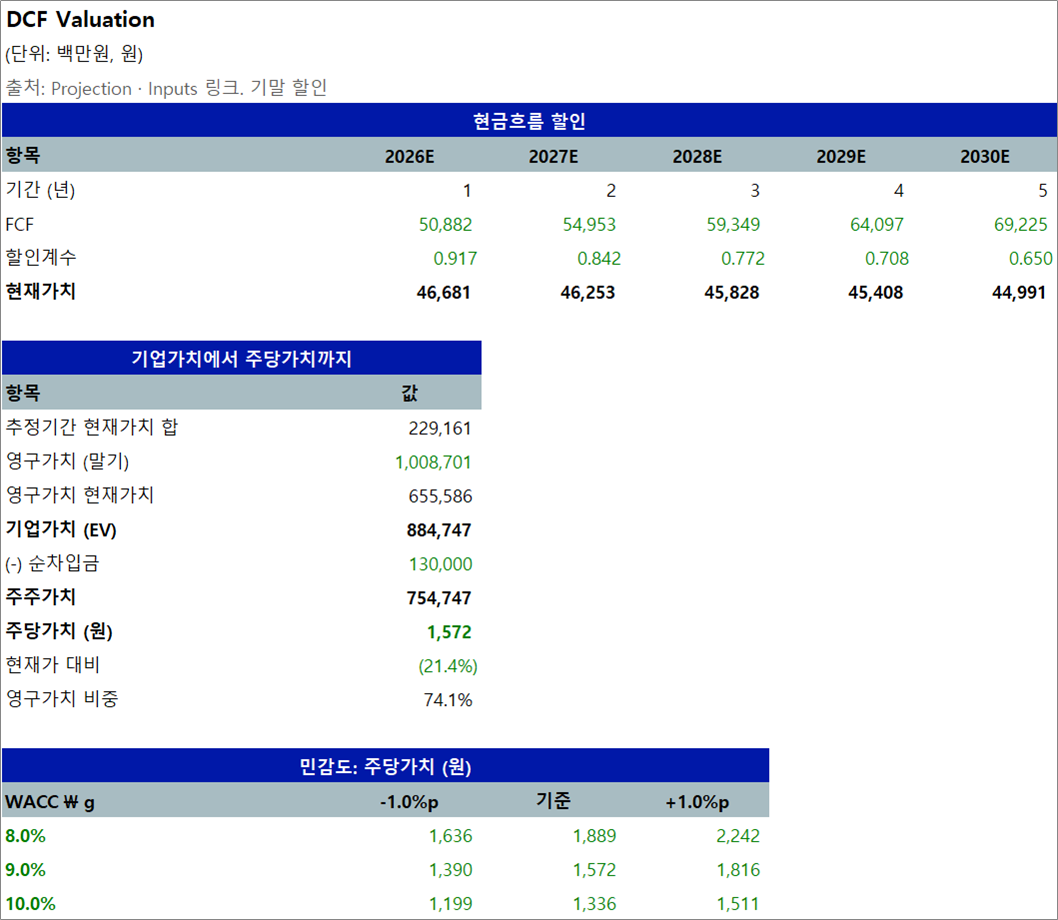 DCF Valuation
(단위: 백만원, 원)
출처: Projection · Inputs 링크. 기말 할인
현금흐름 할인
항목 2026E 2027E 2028E 2029E 2030E
기간 (년) 1 2 3 4 5
FCF 50,882 54,953 59,349 64,097 69,225
할인계수 0.917 0.842 0.772 0.708 0.650
현재가치 46,681 46,253 45,828 45,408 44,991
기업가치에서 주당가치까지
항목 값
추정기간 현재가치 합 229,161
영구가치 (말기) 1,008,701
영구가치 현재가치 655,586
기업가치 (EV) 884,747
(-) 순차입금 130,000
주주가치 754,747
주당가치 (원) 1,572
현재가 대비 (21.4%)
영구가치 비중 74.1%
민감도: 주당가치 (원)
WACC ₩ g -1.0%p 기준 +1.0%p
8.0% 1,636 1,889 2,242
9.0% 1,390 1,572 1,816
10.0% 1,199 1,336 1,511